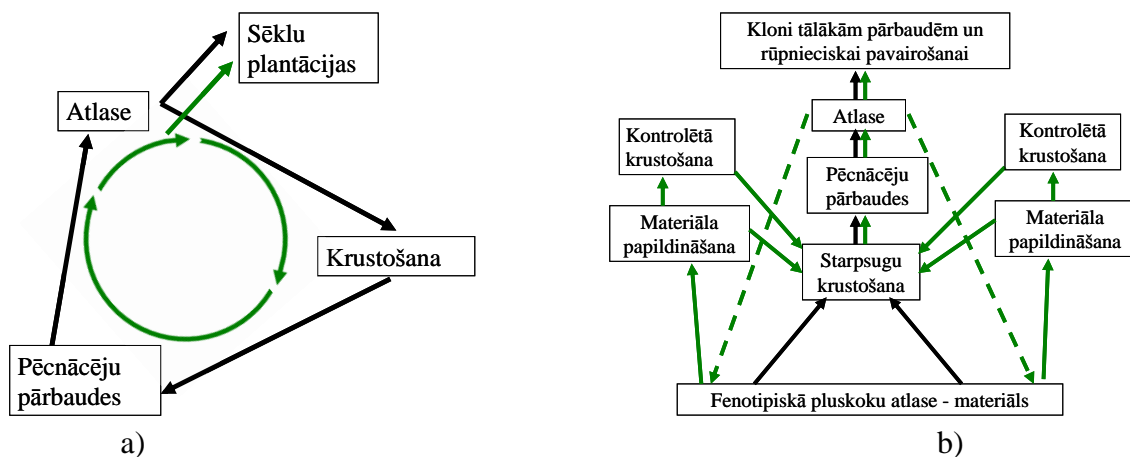 Sēklu
plantācijas
Atlase
Krustošana
Pēcnācēju
pārbaudes
a)
Kloni tālākām pārbaudēm un
rūpnieciskai pavairošanai
Atlase
Kontrolētā
krustošana
Kontrolētā
krustošana
Pēcnācēju
pārbaudes
Materiāla
papildināšana
Materiāla
papildināšana
Starpsugu
krustošana
Fenotipiskā pluskoku atlase - materiāls
b)